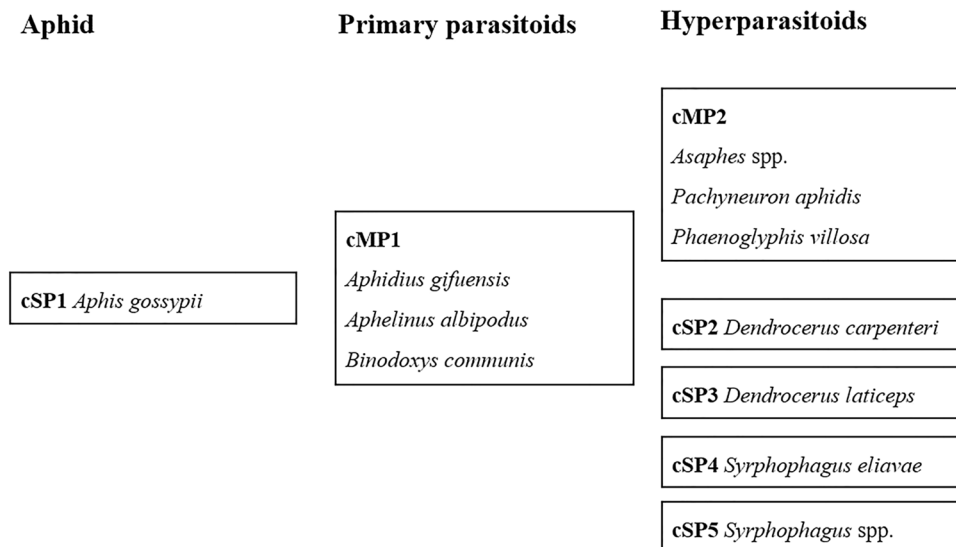 Aphid
Primary parasitoids
Hyperparasitoids
cSP1 Aphis gossypii
cMP1
Aphidius gifuensis
Aphelinus albipodus
Binodoxys communis
cMP2
Asaphes spp.
Pachyneuron aphidis
Phaenoglyphis villosa
cSP2 Dendrocerus carpenteri
cSP3 Dendrocerus laticeps
cSP4 Syrphophagus eliavae
cSP5 Syrphophagus spp.